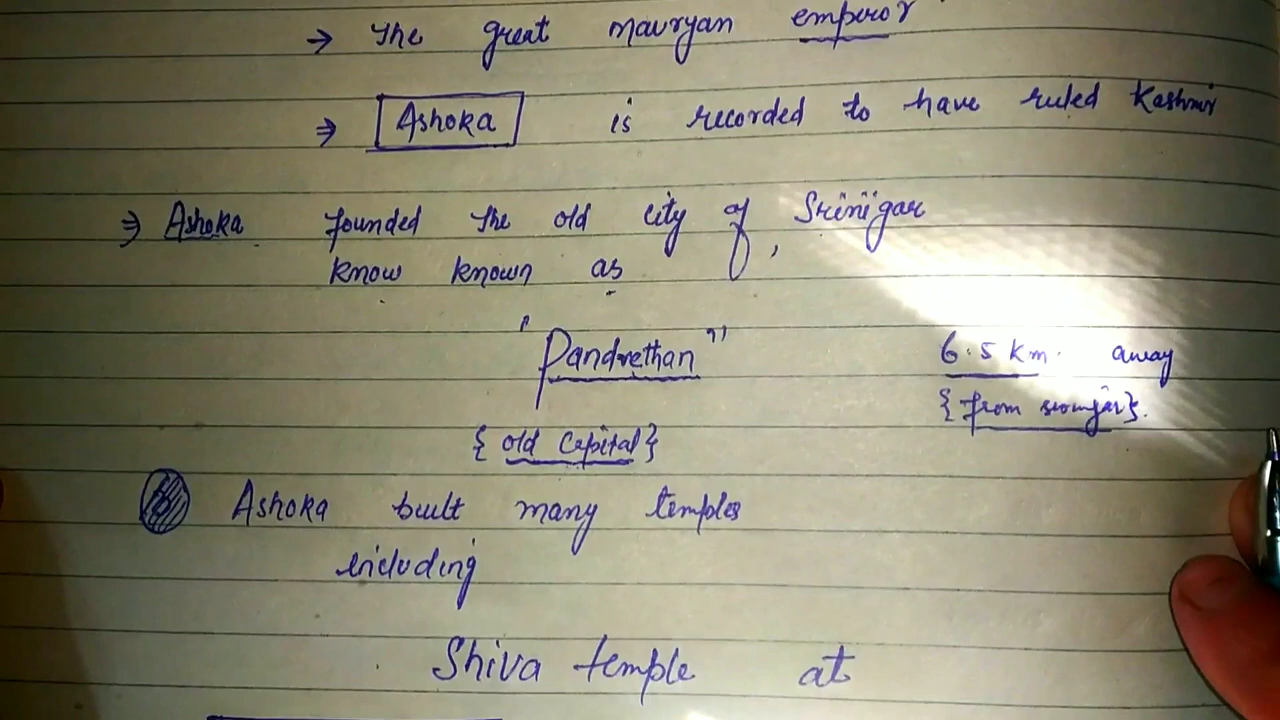 → The great mauryan emperor
⇒ Ashoka is recorded to have ruled Kashmir
⇒ Ashoka founded the old city of Srinigar,
know known as
"Pandrethan"
6.5 Km. away
{from
{old Capital}
Ashoka built many temples
including
Shiva temple at